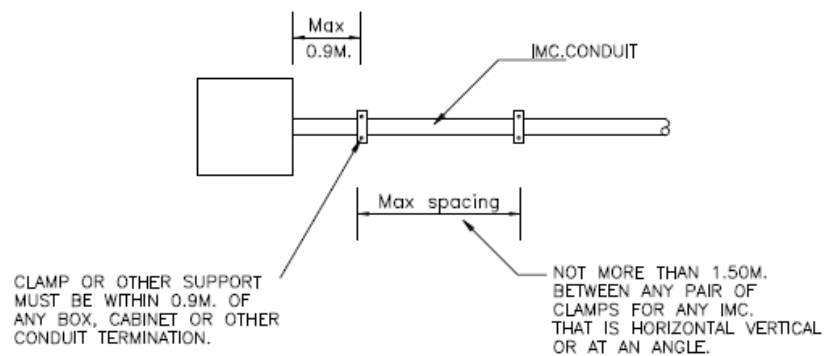 Max
0.9M.
IMC.CONDUIT
Max spacing
CLAMP OR OTHER SUPPORT
MUST BE WITHIN 0.9M. OF
ANY BOX, CABINET OR OTHER
CONDUIT TERMINATION.
NOT MORE THAN 1.50M.
BETWEEN ANY PAIR OF
CLAMPS FOR ANY IMC.
THAT IS HORIZONTAL VERTICAL
OR AT AN ANGLE.